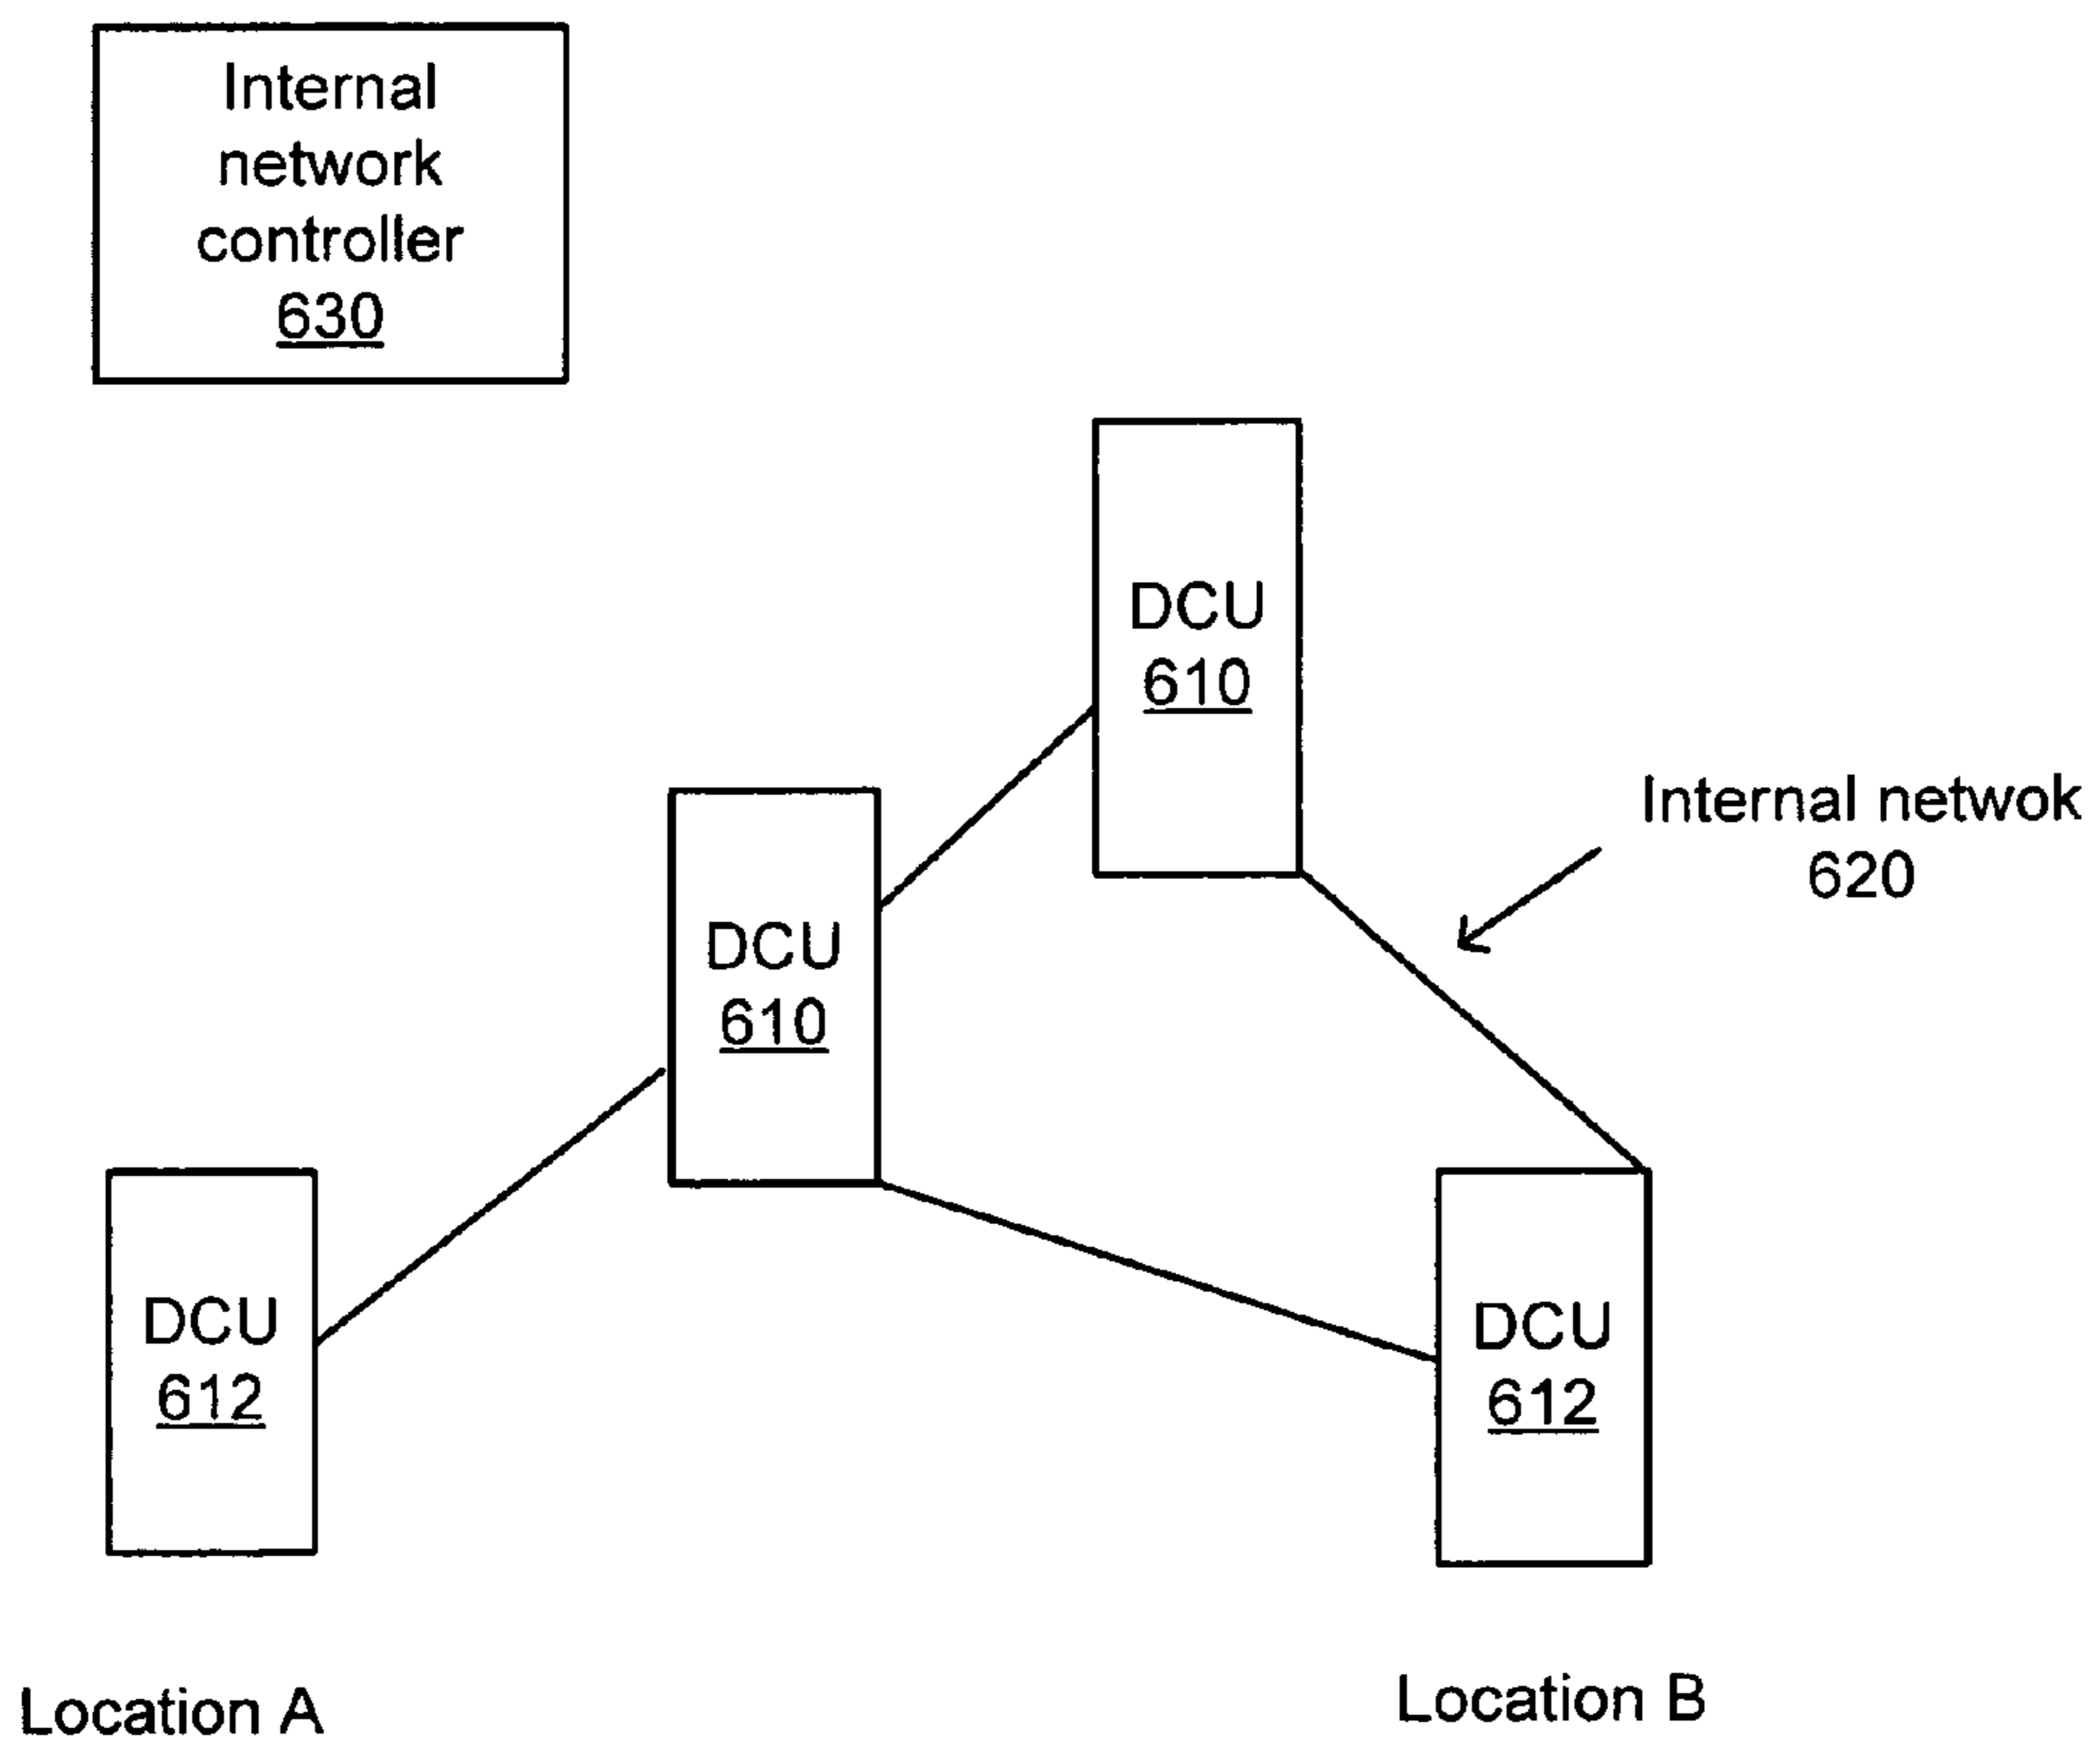 Internal
network
controller
630
DCU
610
Internal netwok
620
DCU
610
DCU
612
DCU
612
Location A
Location B